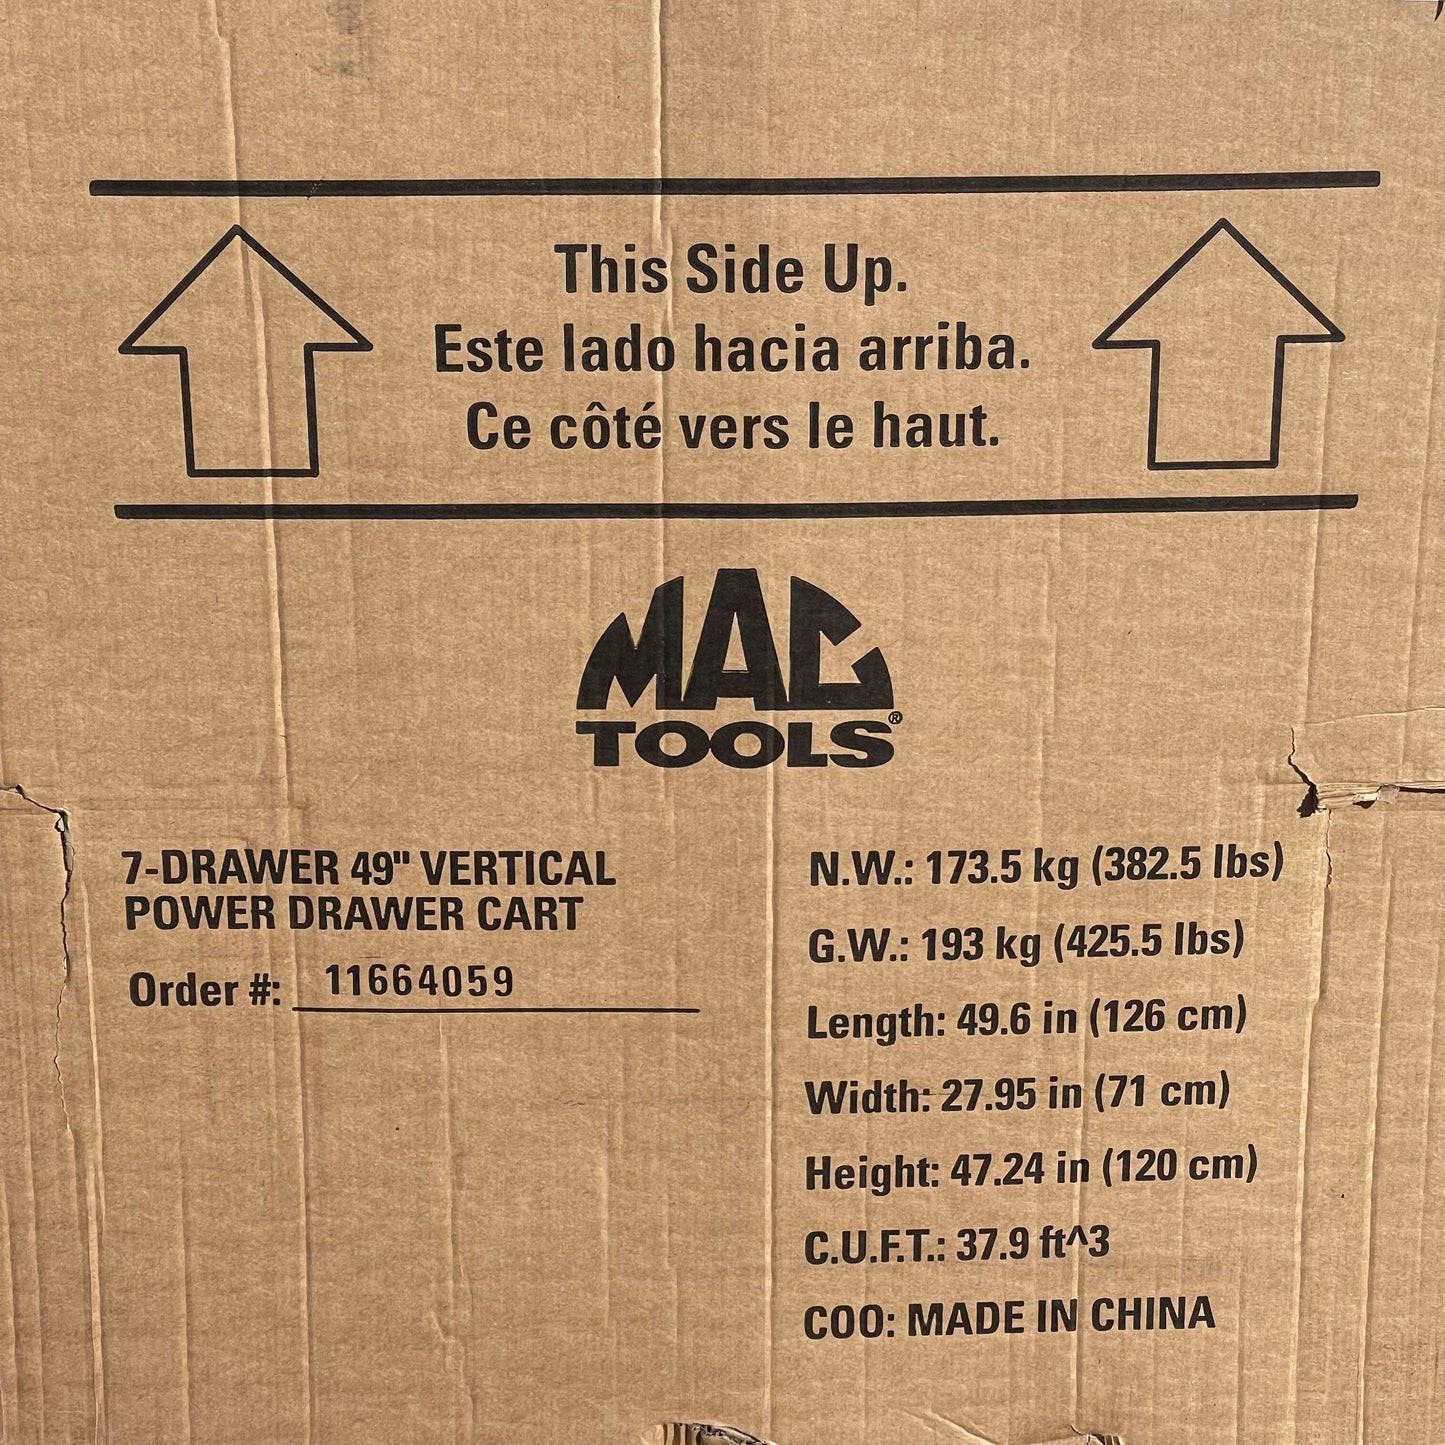 This Side Up.
Este lado hacia arriba.
Ce côté vers le haut.
MAC
TOOLS®
7-DRAWER 49" VERTICAL
POWER DRAWER CART
Order #: 11664059
N.W.: 173.5 kg (382.5 lbs)
G.W.: 193 kg (425.5 lbs)
Length: 49.6 in (126 cm)
Width: 27.95 in (71 cm)
Height: 47.24 in (120 cm)
C.U.F.T.: 37.9 ft^3
COO: MADE IN CHINA